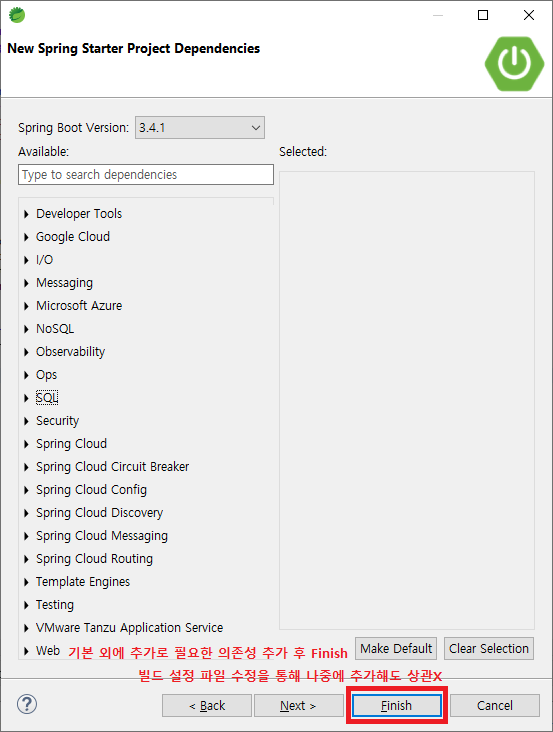 New Spring Starter Project Dependencies
Spring Boot Version: 3.4.1
Available:
Selected:
Type to search dependencies
Developer Tools
Google Cloud
I/O
Messaging
Microsoft Azure
NoSQL
Observability
Ops
SQL
Security
Spring Cloud
Spring Cloud Circuit Breaker
Spring Cloud Config
Spring Cloud Discovery
Spring Cloud Messaging
Spring Cloud Routing
Template Engines
Testing
VMware Tanzu Application Service
Web
기본 외에 추가로 필요한 의존성 추가 후 Finish
Make Default
Clear Selection
빌드 설정 파일 수정을 통해 나중에 추가해도 상관X
?
< Back
Next >
Finish
Cancel